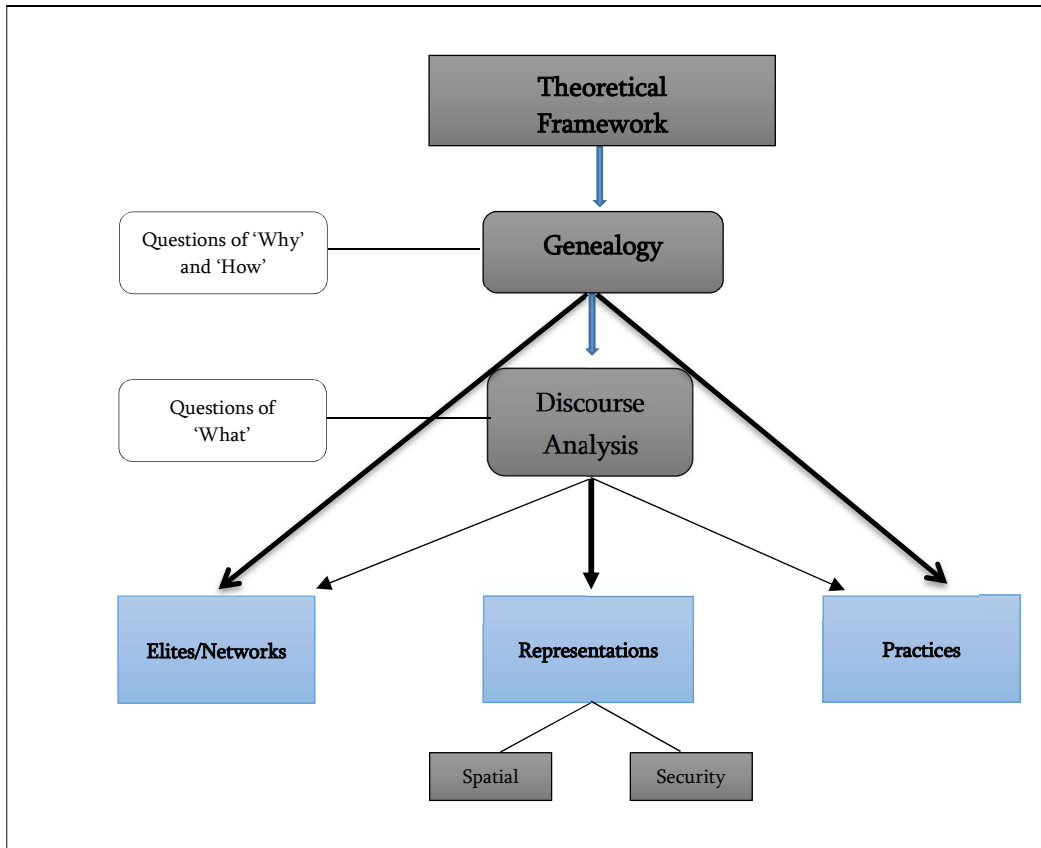 Theoretical
Framework
Questions of ‘Why’
and ‘How’
Genealogy
Questions of
‘What’
Discourse
Analysis
Elites/Networks
Representations
Practices
Spatial
Security